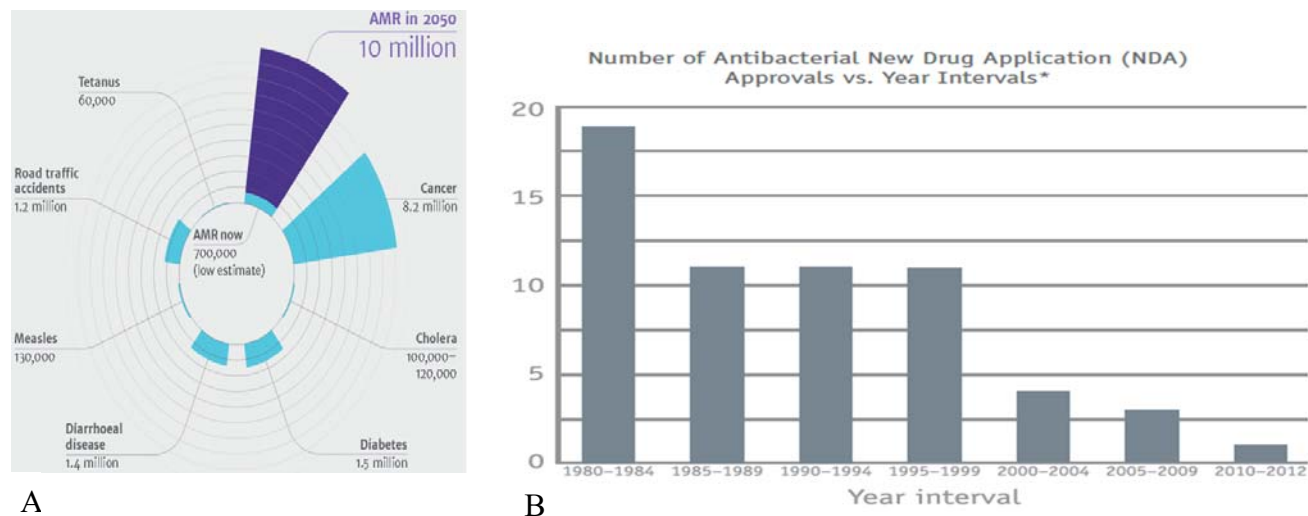 AMR in 2050
10 million
Tetanus
60,000
Road traffic
accidents
1.2 million
Cancer
8.2 million
AMR now
700,000
(low estimate)
Measles
130,000
Cholera
100,000–
120,000
Diarrhoeal
disease
1.4 million
Diabetes
1.5 million
A
Number of Antibacterial New Drug Application (NDA)
Approvals vs. Year Intervals*
20
15
10
5
0
1980–1984 1985–1989 1990–1994 1995–1999 2000–2004 2005–2009 2010–2012
Year interval
B